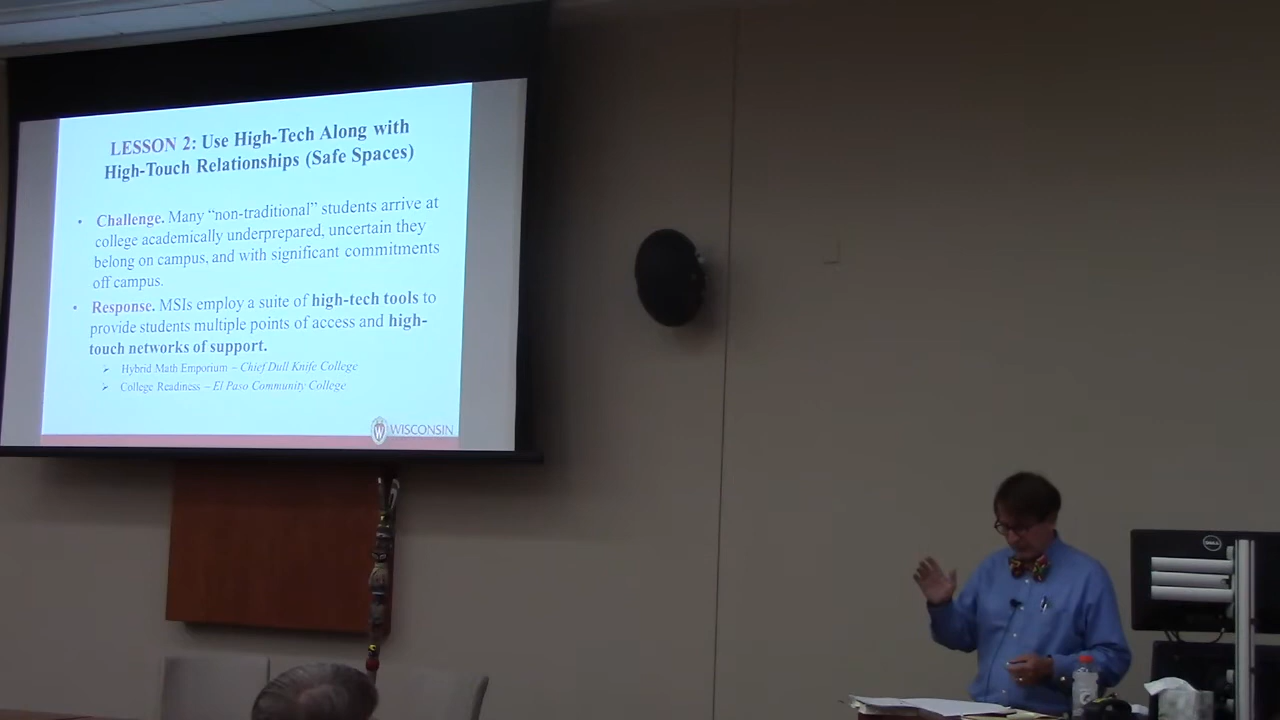 LESSON 2: Use High-Tech Along with
High-Touch Relationships (Safe Spaces)
• Challenge. Many “non-traditional” students arrive at
college academically underprepared, uncertain they
belong on campus, and with significant commitments
off campus.
• Response. MSIs employ a suite of high-tech tools to
provide students multiple points of access and high-
touch networks of support.
➢ Hybrid Math Emporium – Chief Dull Knife College
➢ College Readiness – El Paso Community College
W WISCONSIN
DELL